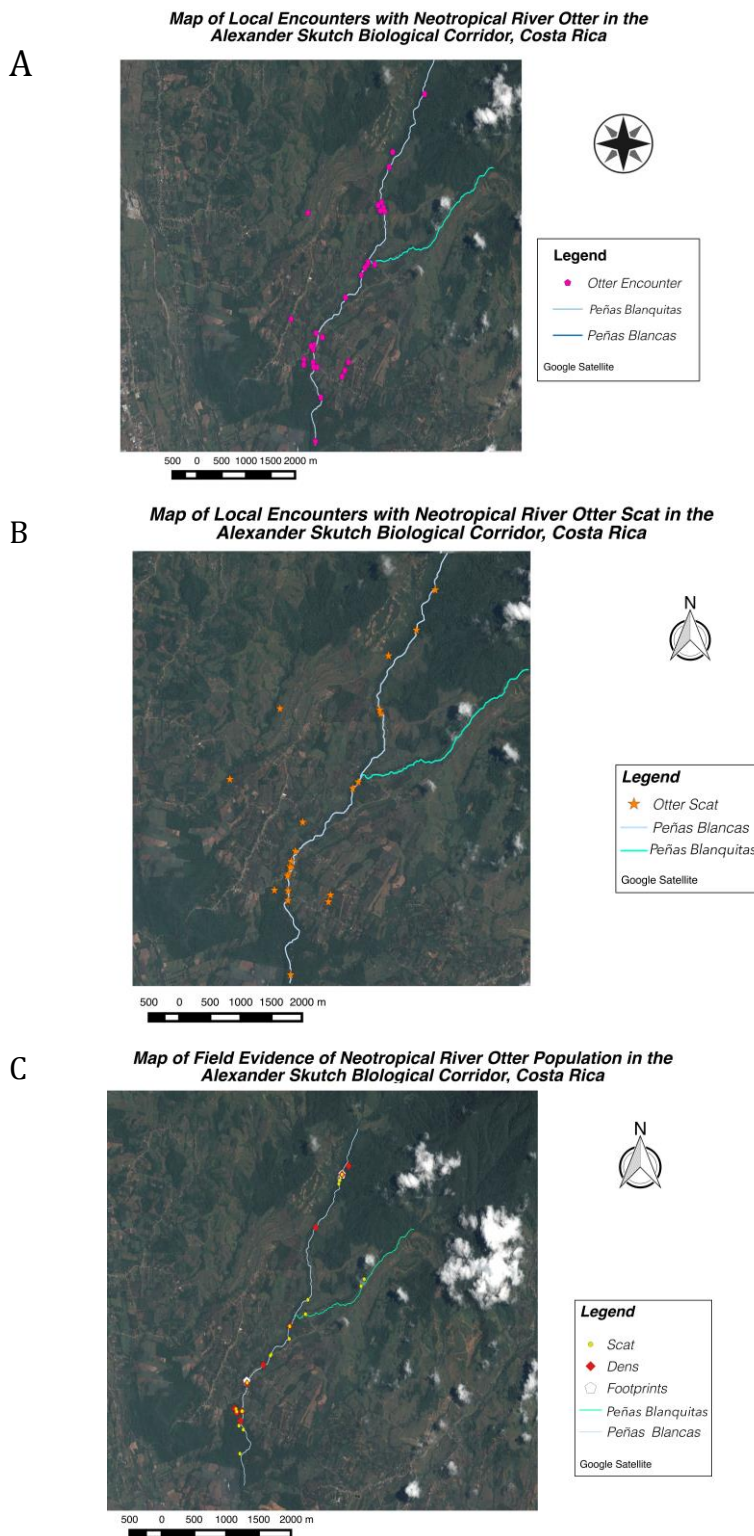 Map of Local Encounters with Neotropical River Otter in the
Alexander Skutch Biological Corridor, Costa Rica
A
Legend
Otter Encounter
Peñas Blanquitas
Peñas Blancas
Google Satellite
500 0 500 1000 1500 2000 m
Map of Local Encounters with Neotropical River Otter Scat in the
Alexander Skutch Biological Corridor, Costa Rica
B
N
Legend
Otter Scat
Peñas Blancas
Peñas Blanquitas
Google Satellite
500 0 500 1000 1500 2000 m
Map of Field Evidence of Neotropical River Otter Population in the
Alexander Skutch BIological Corridor, Costa Rica
C
N
Legend
Scat
Dens
Footprints
Peñas Blanquitas
Peñas Blancas
Google Satellite
500 0 500 1000 1500 2000 m